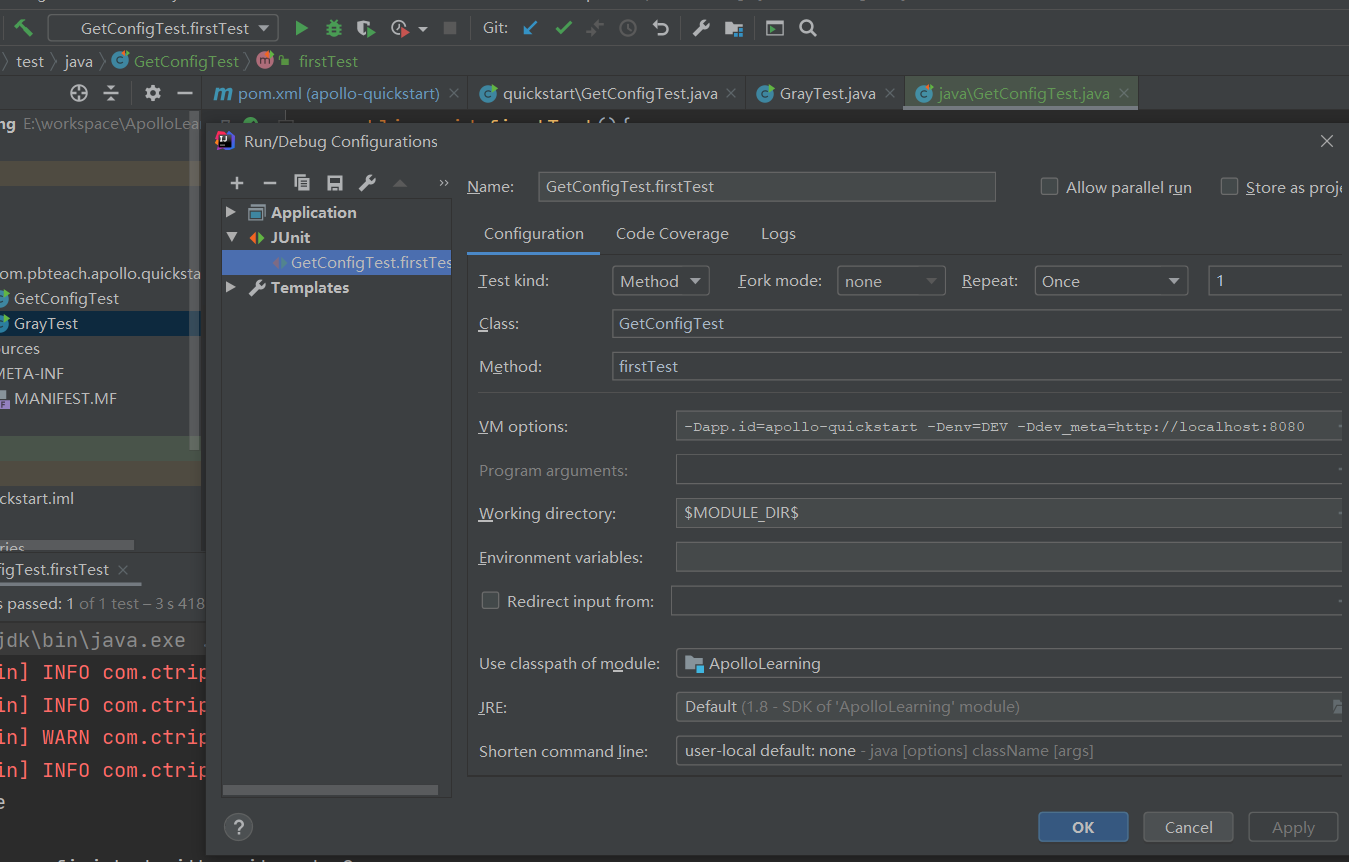 GetConfigTest.firstTest Git:
test java GetConfigTest firstTest
pom.xml (apollo-quickstart) quickstart\GetConfigTest.java GrayTest.java java\GetConfigTest.java
ng E:\workspace\ApolloLear
Run/Debug Configurations
Name: GetConfigTest.firstTest Allow parallel run Store as proje
Application
JUnit
GetConfigTest.firstTes
Templates
Configuration Code Coverage Logs
Test kind: Method Fork mode: none Repeat: Once 1
Class: GetConfigTest
Method: firstTest
VM options: -Dapp.id=apollo-quickstart -Denv=DEV -Ddev_meta=http://localhost:8080
Program arguments:
Working directory: $MODULE_DIR$
Environment variables:
Redirect input from:
Use classpath of module: ApolloLearning
JRE: Default (1.8 - SDK of 'ApolloLearning' module)
Shorten command line: user-local default: none - java [options] className [args]
? OK Cancel Apply
om.pbteach.apollo.quicksta
GetConfigTest
GrayTest
ources
META-INF
MANIFEST.MF
ckstart.iml
ries
figTest.firstTest
s passed: 1 of 1 test – 3 s 418
jdk\bin\java.exe .
in] INFO com.ctrip
in] INFO com.ctrip
in] WARN com.ctrip
in] INFO com.ctrip
e